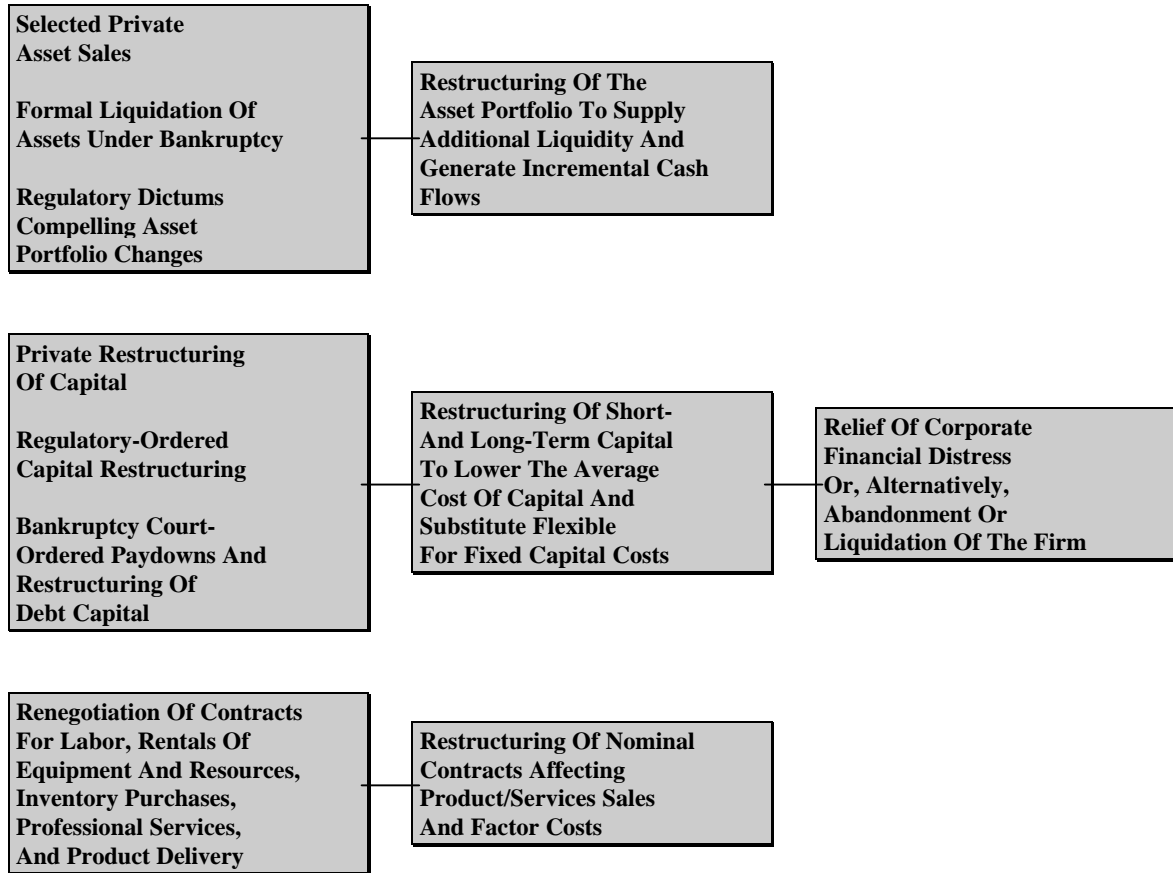 Selected Private
Asset Sales
Formal Liquidation Of
Assets Under Bankruptcy
Regulatory Dictums
Compelling Asset
Portfolio Changes
Restructuring Of The
Asset Portfolio To Supply
Additional Liquidity And
Generate Incremental Cash
Flows
Private Restructuring
Of Capital
Regulatory-Ordered
Capital Restructuring
Bankruptcy Court-
Ordered Paydowns And
Restructuring Of
Debt Capital
Restructuring Of Short-
And Long-Term Capital
To Lower The Average
Cost Of Capital And
Substitute Flexible
For Fixed Capital Costs
Relief Of Corporate
Financial Distress
Or, Alternatively,
Abandonment Or
Liquidation Of The Firm
Renegotiation Of Contracts
For Labor, Rentals Of
Equipment And Resources,
Inventory Purchases,
Professional Services,
And Product Delivery
Restructuring Of Nominal
Contracts Affecting
Product/Services Sales
And Factor Costs